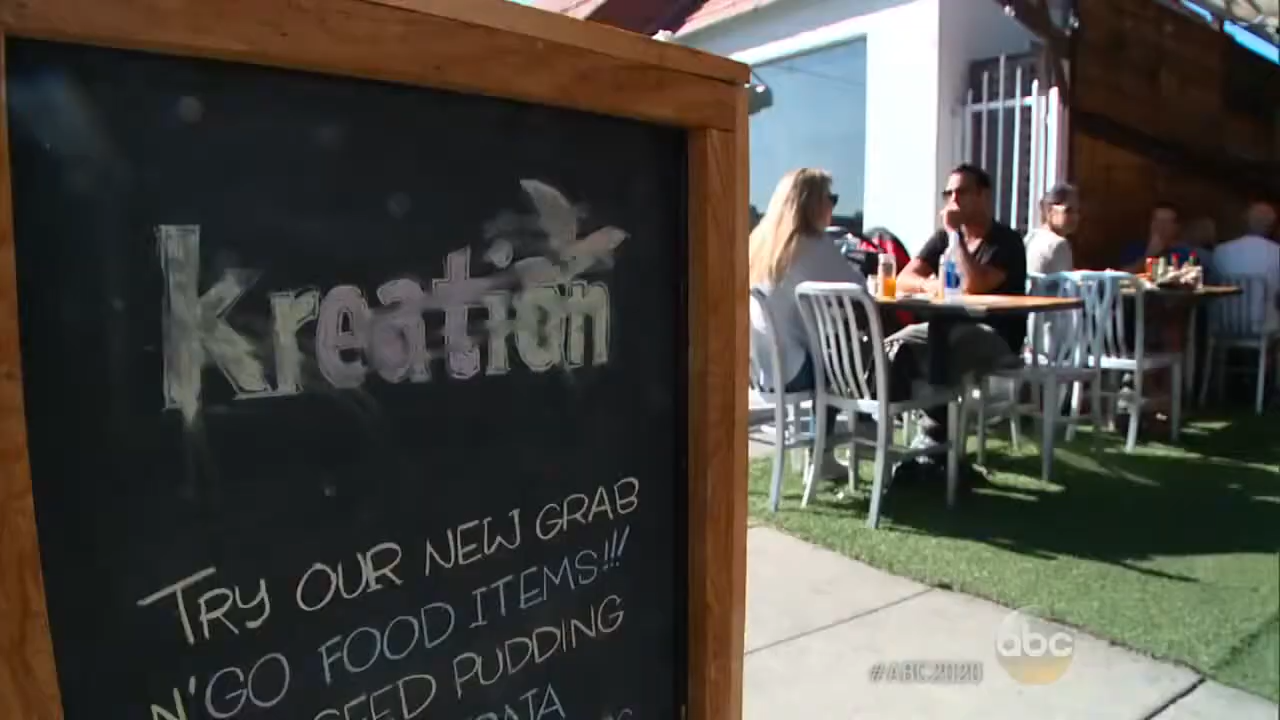 kreation
TRY OUR NEW GRAB
N'GO FOOD ITEMS!!!
SEED PUDDING
abc
#ABC2020